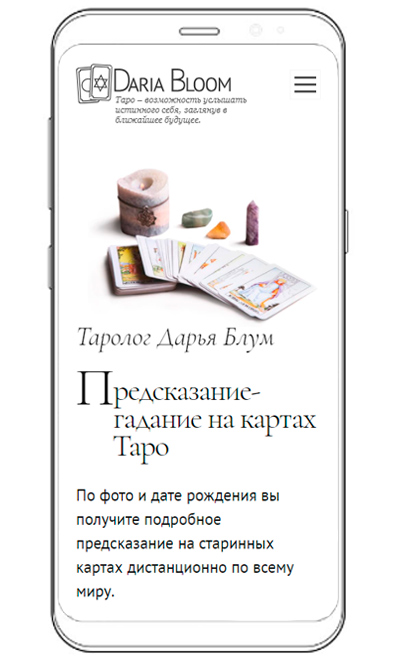 DARIA BLOOM
Таро – возможность услышать
истинного себя, заглянув в
ближайшее будущее.
Таролог Дарья Блум
Предсказание-
гадание на картах
Таро
По фото и дате рождения вы
получите подробное
предсказание на старинных
картах дистанционно по всему
миру.